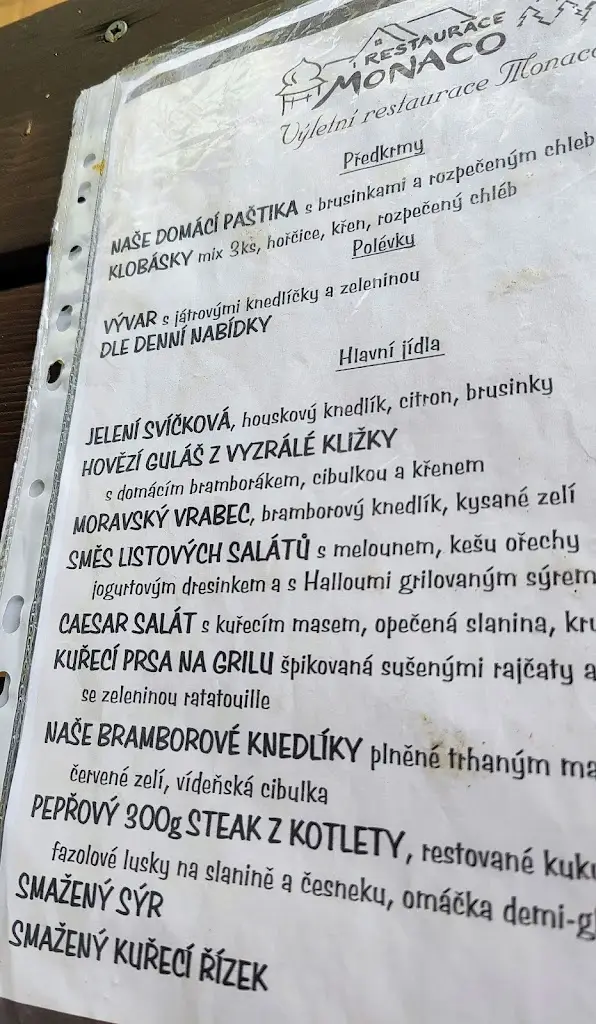 RESTAURACE
MONACO
Výletní restaurace Monaco
Předkrmy
NAŠE DOMÁCÍ PAŠTIKA s brusinkami a rozpečeným chleb
KLOBÁSKY mix 3ks, hořčice, křen, rozpečený chléb
Polévky
VÝVAR s játrovými knedlíčky a zeleninou
DLE DENNÍ NABÍDKY
Hlavní jídla
JELENÍ SVÍČKOVÁ, houskový knedlík, citron, brusinky
HOVĚZÍ GULÁŠ Z VYZRÁLÉ KLIŽKY
s domácím bramborákem, cibulkou a křenem
MORAVSKÝ VRABEC, bramborový knedlík, kysané zelí
SMĚS LISTOVÝCH SALÁTŮ s melounem, kešu ořechy
jogurtovým dresinkem a s Halloumi grilovaným sýrem
CAESAR SALÁT s kuřecím masem, opečená slanina, kru
KUŘECÍ PRSA NA GRILU špikovaná sušenými rajčaty a
se zeleninou ratatouille
NAŠE BRAMBOROVÉ KNEDLÍKY plněné trhaným ma
červené zelí, vídeňská cibulka
PEPŘOVÝ 300g STEAK Z KOTLETY, restované kuku
fazolové lusky na slanině a česneku, omáčka demi-gl
SMAŽENÝ SÝR
SMAŽENÝ KUŘECÍ ŘÍZEK